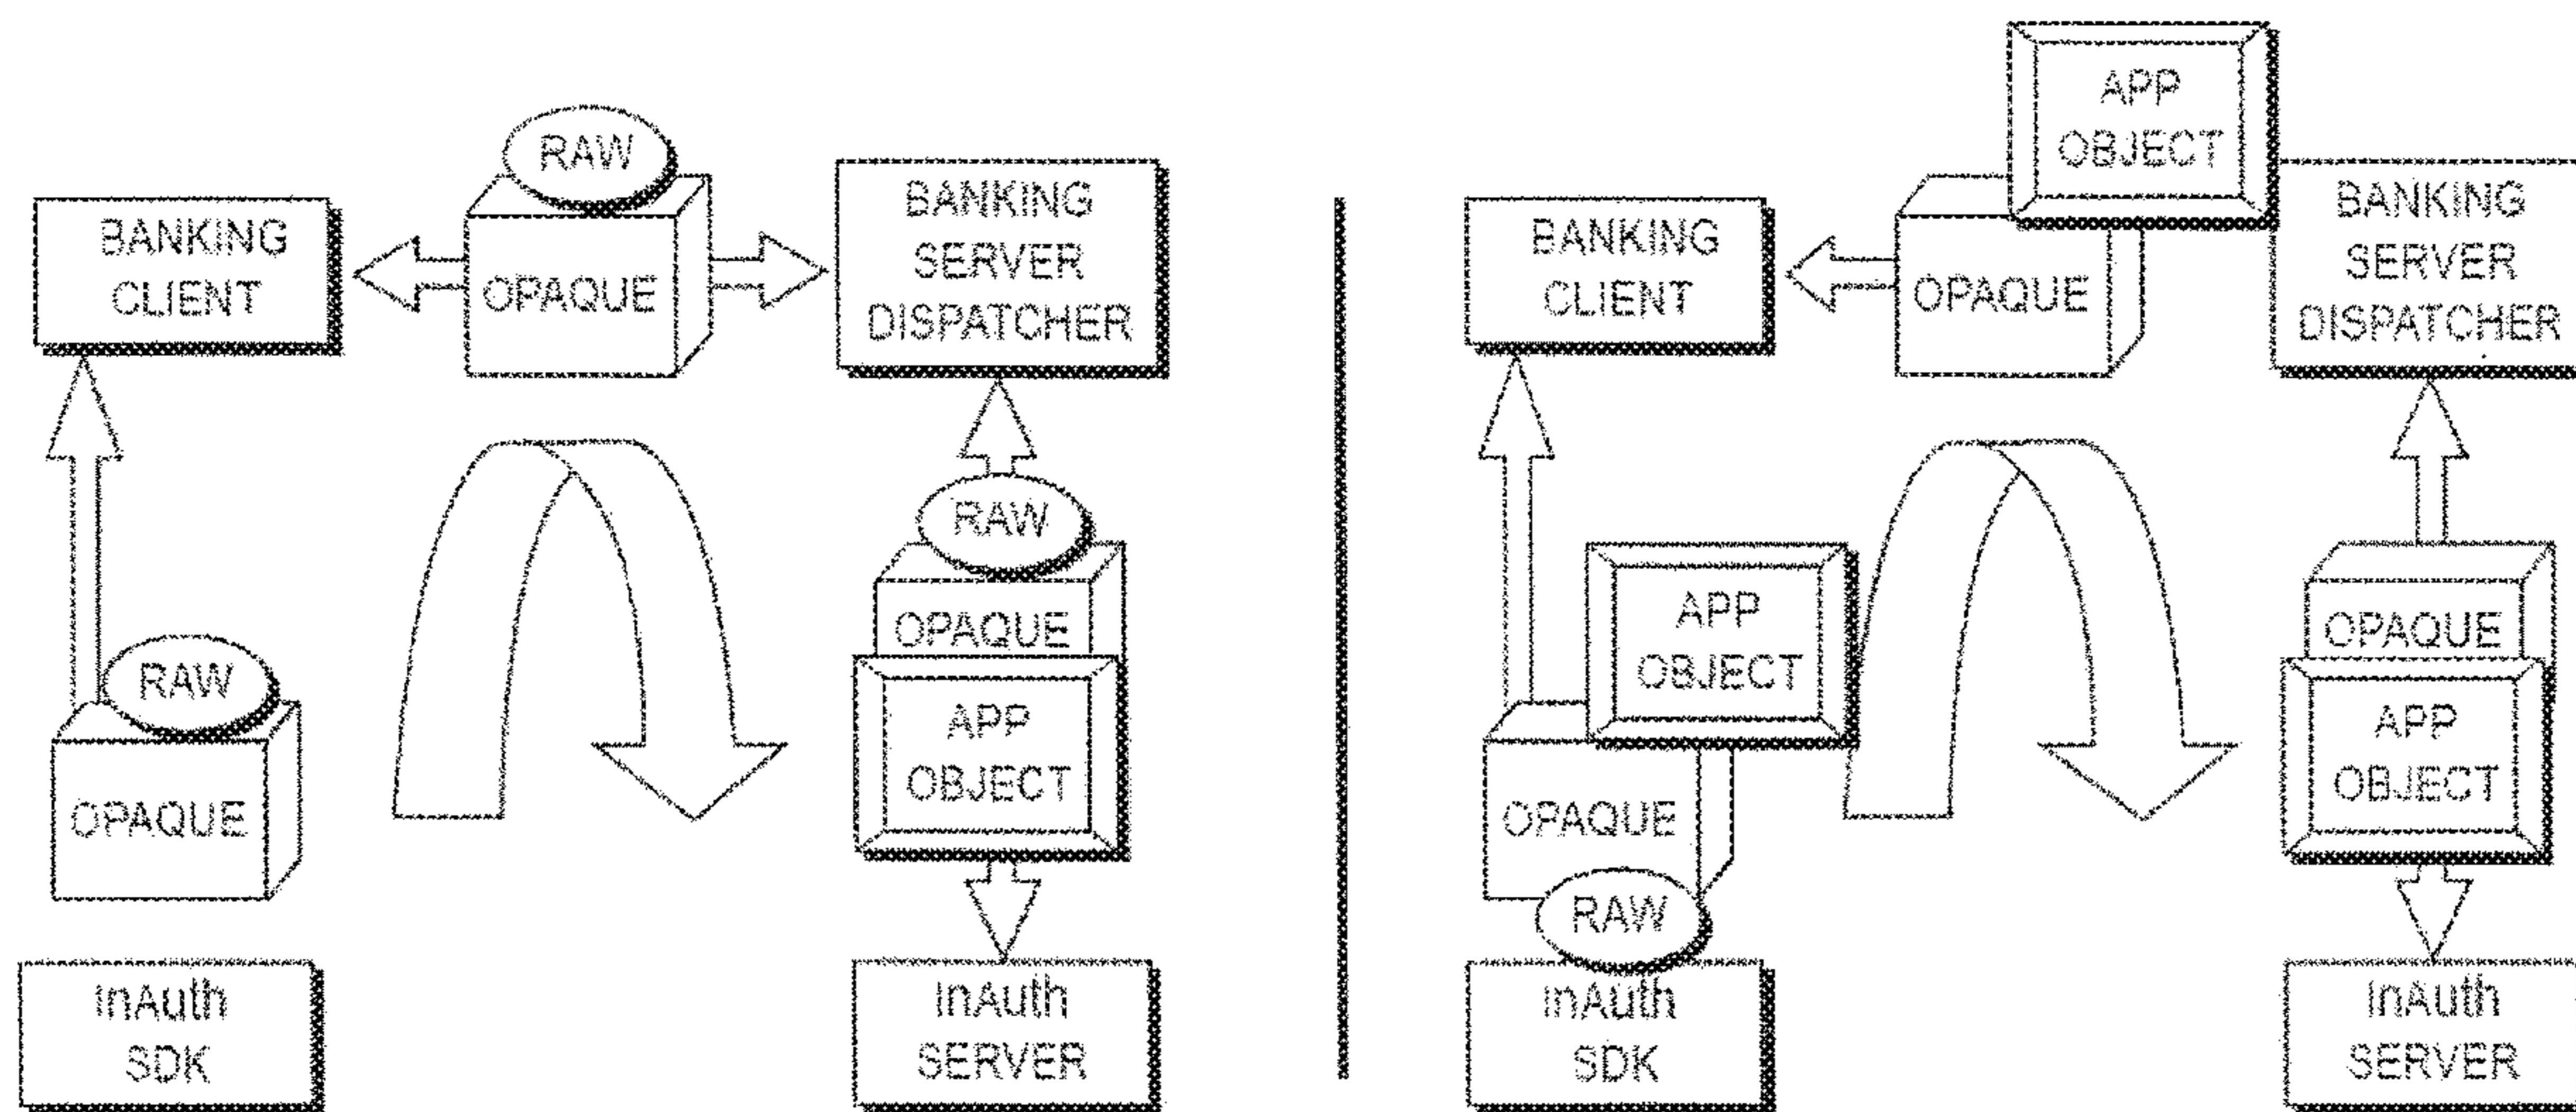 RAW
BANKING
CLIENT
OPAQUE
BANKING
SERVER
DISPATCHER
RAW
OPAQUE
APP
OBJECT
RAW
OPAQUE
InAuth
SDK
InAuth
SERVER
APP
OBJECT
BANKING
CLIENT
OPAQUE
BANKING
SERVER
DISPATCHER
APP
OBJECT
OPAQUE
RAW
OPAQUE
APP
OBJECT
InAuth
SDK
InAuth
SERVER